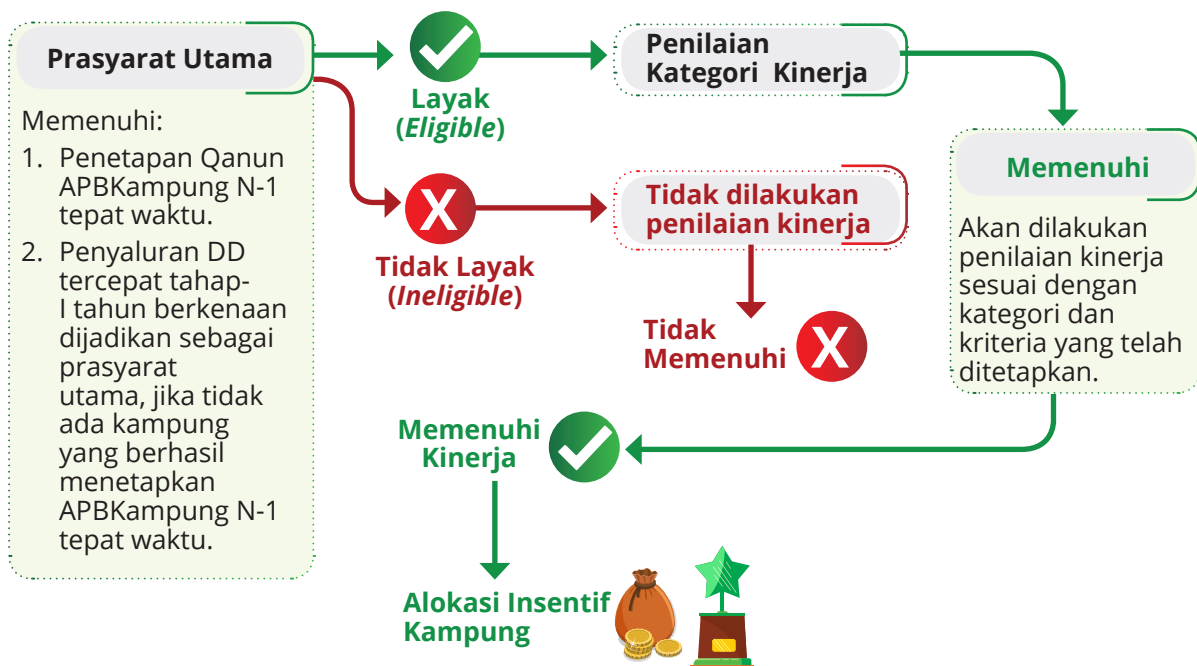 Prasyarat Utama
Memenuhi:
1. Penetapan Qanun
APBKampung N-1
tepat waktu.
2. Penyaluran DD
tercepat tahap-
I tahun berkenaan
dijadikan sebagai
prasyarat
utama, jika tidak
ada kampung
yang berhasil
menetapkan
APBKampung N-1
tepat waktu.
Layak
(Eligible)
Penilaian
Kategori Kinerja
X
Tidak Layak
(Ineligible)
Tidak dilakukan
penilaian kinerja
Tidak
Memenuhi
X
Memenuhi
Akan dilakukan
penilaian kinerja
sesuai dengan
kategori dan
kriteria yang telah
ditetapkan.
Memenuhi
Kinerja
Alokasi Insentif
Kampung